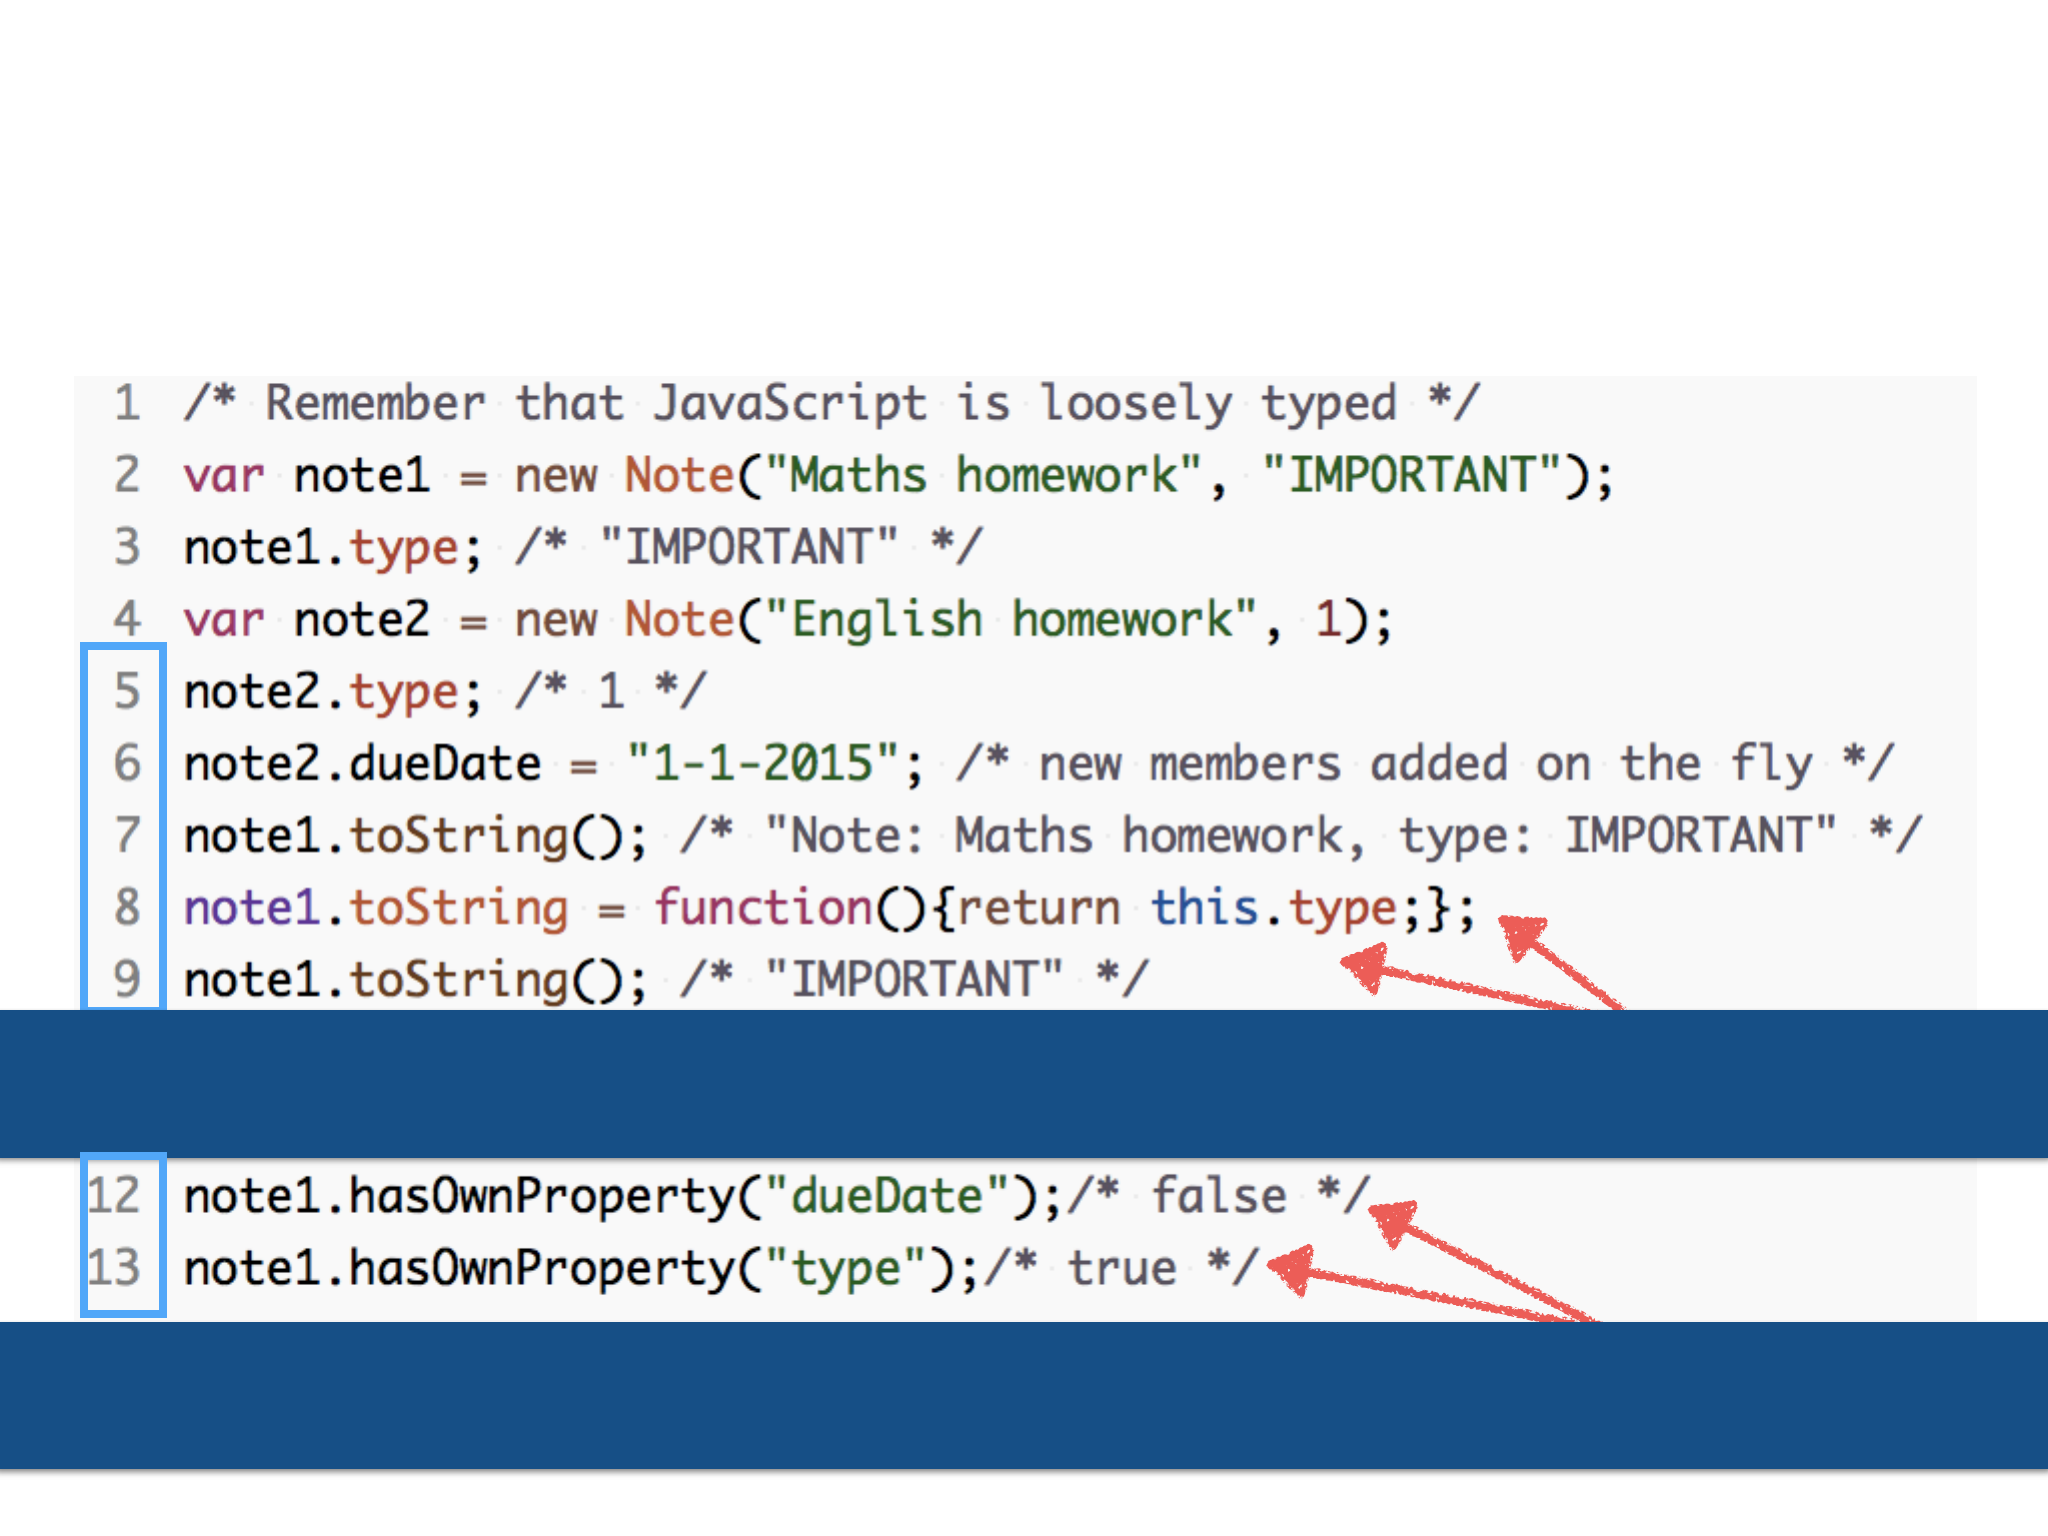 1 /* Remember that JavaScript is loosely typed */
2 var note1 = new Note("Maths homework", "IMPORTANT");
3 note1.type; /* "IMPORTANT" */
4 var note2 = new Note("English homework", 1);
5 note2.type; /* 1 */
6 note2.dueDate = "1-1-2015"; /* new members added on the fly */
7 note1.toString(); /* "Note: Maths homework, type: IMPORTANT" */
8 note1.toString = function(){return this.type;};
9 note1.toString(); /* "IMPORTANT" */
12 note1.hasOwnProperty("dueDate");/* false */
13 note1.hasOwnProperty("type");/* true */